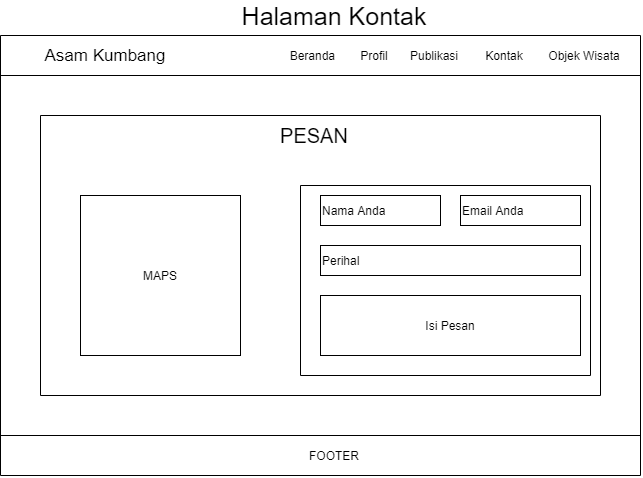 Halaman Kontak
Asam Kumbang Beranda Profil Publikasi Kontak Objek Wisata
PESAN
MAPS
Nama Anda Email Anda
Perihal
Isi Pesan
FOOTER